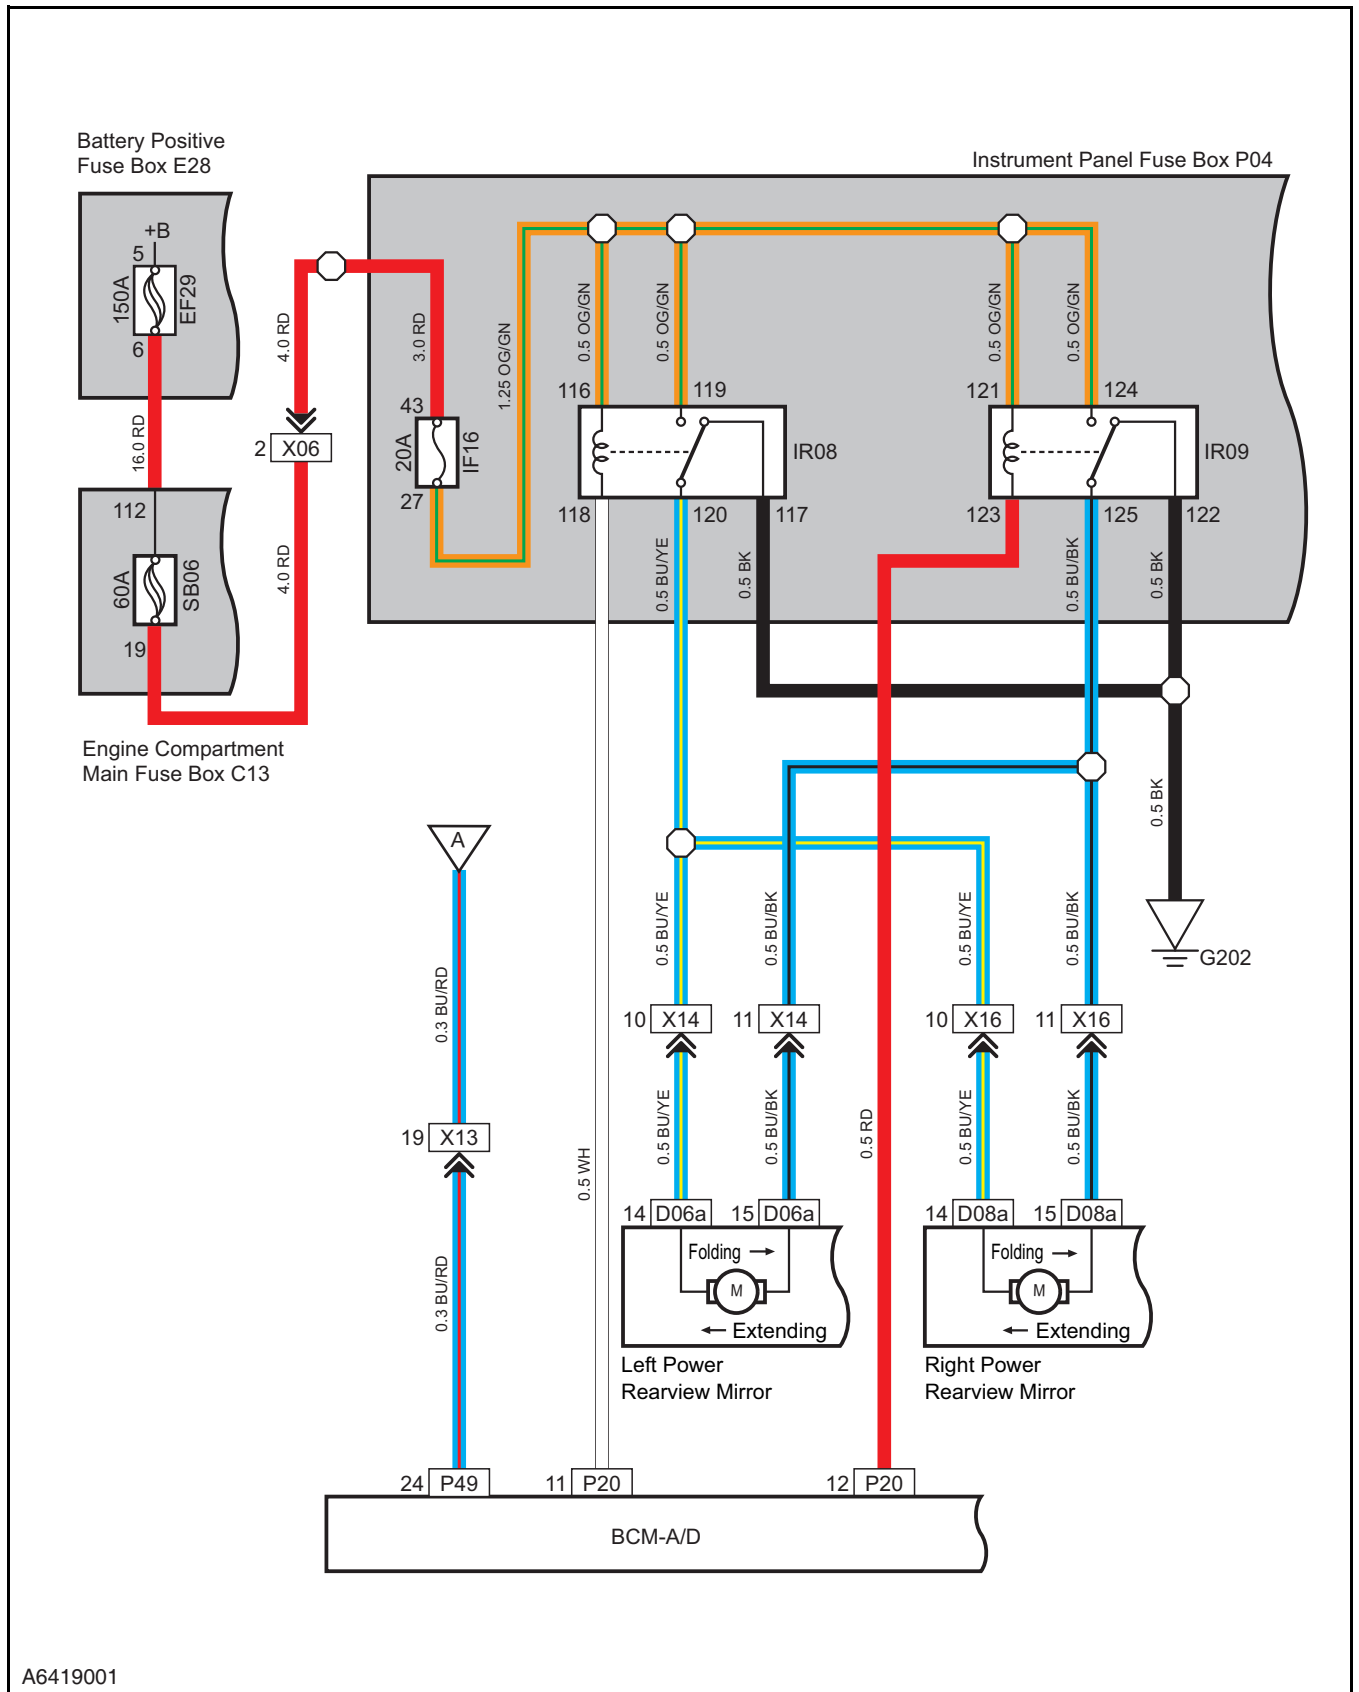 Battery Positive
Fuse Box E28
Instrument Panel Fuse Box P04
+B
5
150A
EF29
6
16.0 RD
112
60A
SB06
19
Engine Compartment
Main Fuse Box C13
4.0 RD
2 X06
4.0 RD
3.0 RD
43
20A
IF16
27
1.25 OG/GN
0.5 OG/GN
0.5 OG/GN
0.5 OG/GN
0.5 OG/GN
116
119
121
124
IR08
IR09
118
120
117
123
125
122
0.5 BU/YE
0.5 BK
0.5 BU/BK
0.5 BK
0.5 BK
A
G202
0.3 BU/RD
0.5 BU/YE
0.5 BU/BK
0.5 BU/YE
0.5 BU/BK
10 X14
11 X14
10 X16
11 X16
19 X13
0.5 WH
0.5 BU/YE
0.5 BU/BK
0.5 RD
0.5 BU/YE
0.5 BU/BK
14 D06a
15 D06a
14 D08a
15 D08a
Folding
Folding
M
M
Extending
Extending
0.3 BU/RD
Left Power
Rearview Mirror
Right Power
Rearview Mirror
24 P49
11 P20
12 P20
BCM-A/D
A6419001